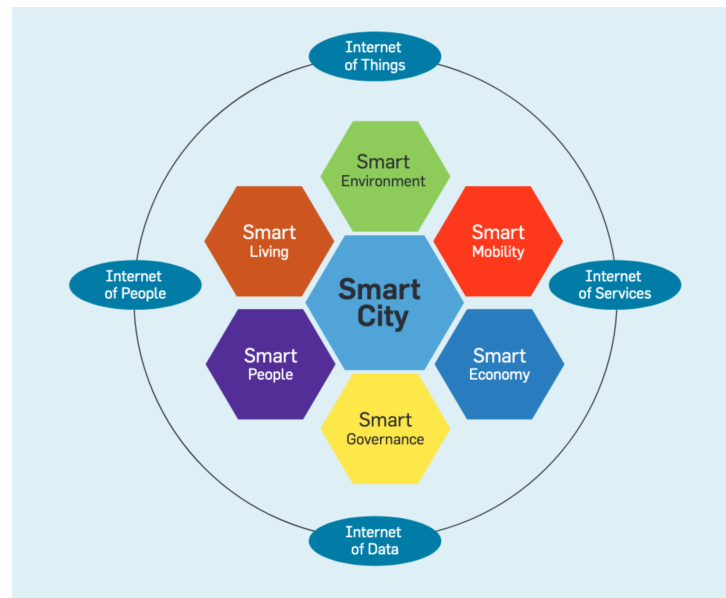 Internet
of Things
Smart
Environment
Smart
Living
Smart
Mobility
Internet
of People
Smart
City
Internet
of Services
Smart
People
Smart
Economy
Smart
Governance
Internet
of Data